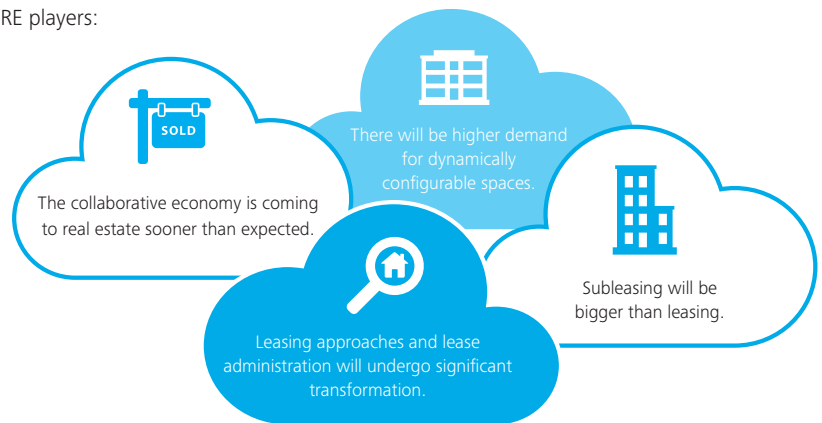 RE players:
SOLD
The collaborative economy is coming
to real estate sooner than expected.
There will be higher demand
for dynamically
configurable spaces.
Leasing approaches and lease
administration will undergo significant
transformation.
Subleasing will be
bigger than leasing.